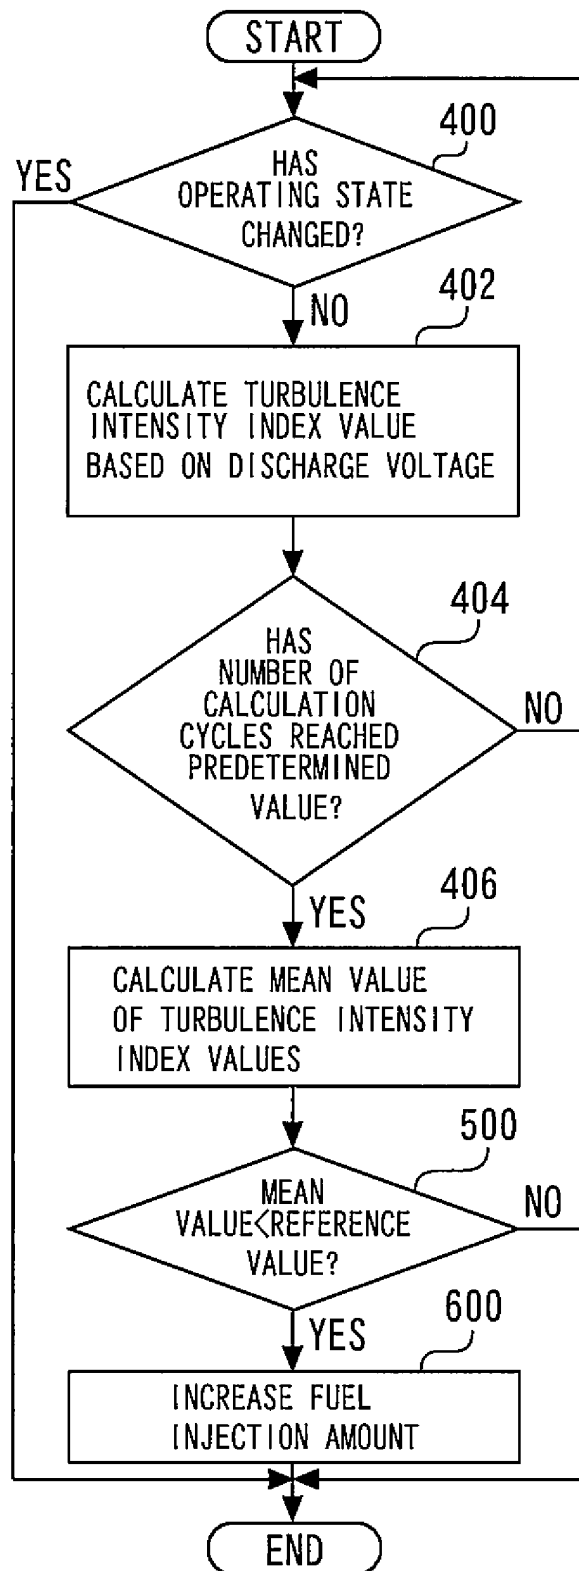 START
400
YES
HAS
OPERATING STATE
CHANGED?
NO
402
CALCULATE TURBULENCE
INTENSITY INDEX VALUE
BASED ON DISCHARGE VOLTAGE
404
HAS
NUMBER OF
CALCULATION
CYCLES REACHED
PREDETERMINED
VALUE?
NO
YES
406
CALCULATE MEAN VALUE
OF TURBULENCE INTENSITY
INDEX VALUES
500
MEAN
VALUE<REFERENCE
VALUE?
NO
YES
600
INCREASE FUEL
INJECTION AMOUNT
END